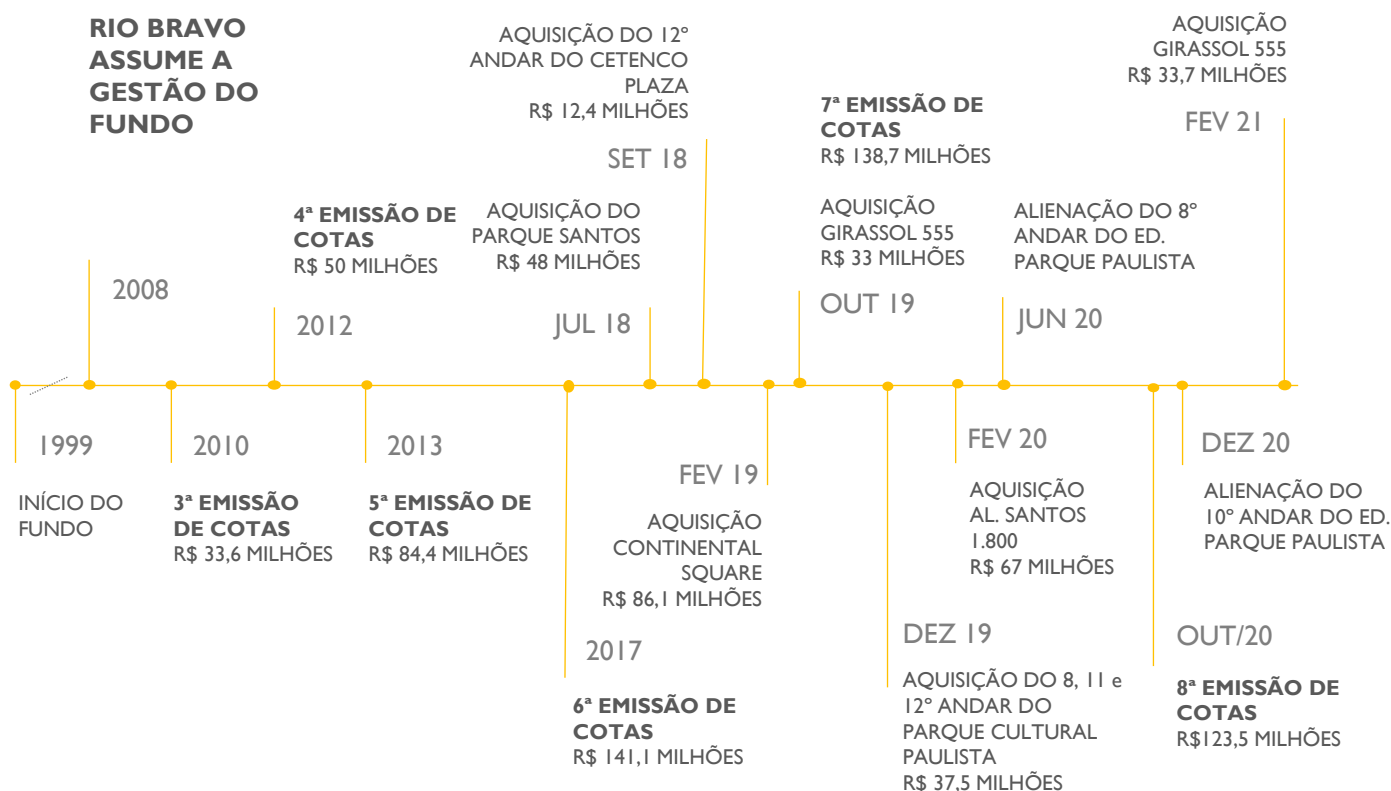 RIO BRAVO
ASSUME A
GESTÃO DO
FUNDO
2008
4ª EMISSÃO DE
COTAS
R$ 50 MILHÕES
2012
AQUISIÇÃO DO
PARQUE SANTOS
R$ 48 MILHÕES
JUL 18
AQUISIÇÃO DO 12º
ANDAR DO CETENCO
PLAZA
R$ 12,4 MILHÕES
SET 18
7ª EMISSÃO DE
COTAS
R$ 138,7 MILHÕES
AQUISIÇÃO
GIRASSOL 555
R$ 33 MILHÕES
OUT 19
ALIENAÇÃO DO 8º
ANDAR DO ED.
PARQUE PAULISTA
JUN 20
AQUISIÇÃO
GIRASSOL 555
R$ 33,7 MILHÕES
FEV 21
1999
INÍCIO DO
FUNDO
2010
3ª EMISSÃO
DE COTAS
R$ 33,6 MILHÕES
2013
5ª EMISSÃO DE
COTAS
R$ 84,4 MILHÕES
2017
6ª EMISSÃO DE
COTAS
R$ 141,1 MILHÕES
FEV 19
AQUISIÇÃO
CONTINENTAL
SQUARE
R$ 86,1 MILHÕES
DEZ 19
AQUISIÇÃO DO 8, 11 e
12º ANDAR DO
PARQUE CULTURAL
PAULISTA
R$ 37,5 MILHÕES
FEV 20
AQUISIÇÃO
AL. SANTOS
1.800
R$ 67 MILHÕES
OUT/20
8ª EMISSÃO DE
COTAS
R$123,5 MILHÕES
DEZ 20
ALIENAÇÃO DO
10º ANDAR DO ED.
PARQUE PAULISTA